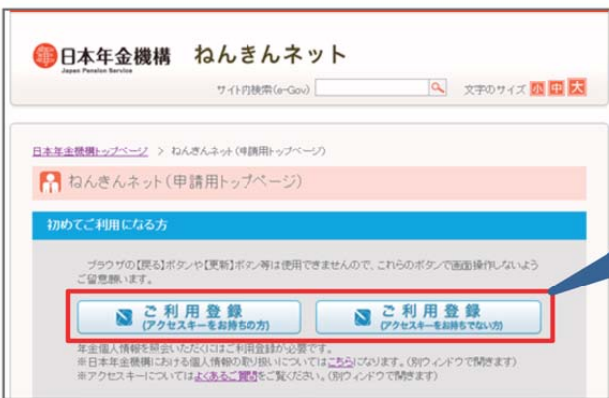 日本年金機構 ねんきんネット
Japan Pension Service
サイト内検索(e-Gov) 文字のサイズ 小 中 大
日本年金機構トップページ > ねんきんネット(申請用トップページ)
ねんきんネット(申請用トップページ)
初めてご利用になる方
ブラウザの【戻る】ボタンや【更新】ボタン等は使用できませんので、これらのボタンで画面操作しないよう
ご留意願います。
ご利用登録 ご利用登録
(アクセスキーをお持ちの方) (アクセスキーをお持ちでない方)
年金個人情報を照会いただくにはご利用登録が必要です。
※日本年金機構における個人情報の取り扱いについてはこちらになります。(別ウィンドウで開きます)
※アクセスキーについてはよくあるご質問をご覧ください。(別ウィンドウで開きます)